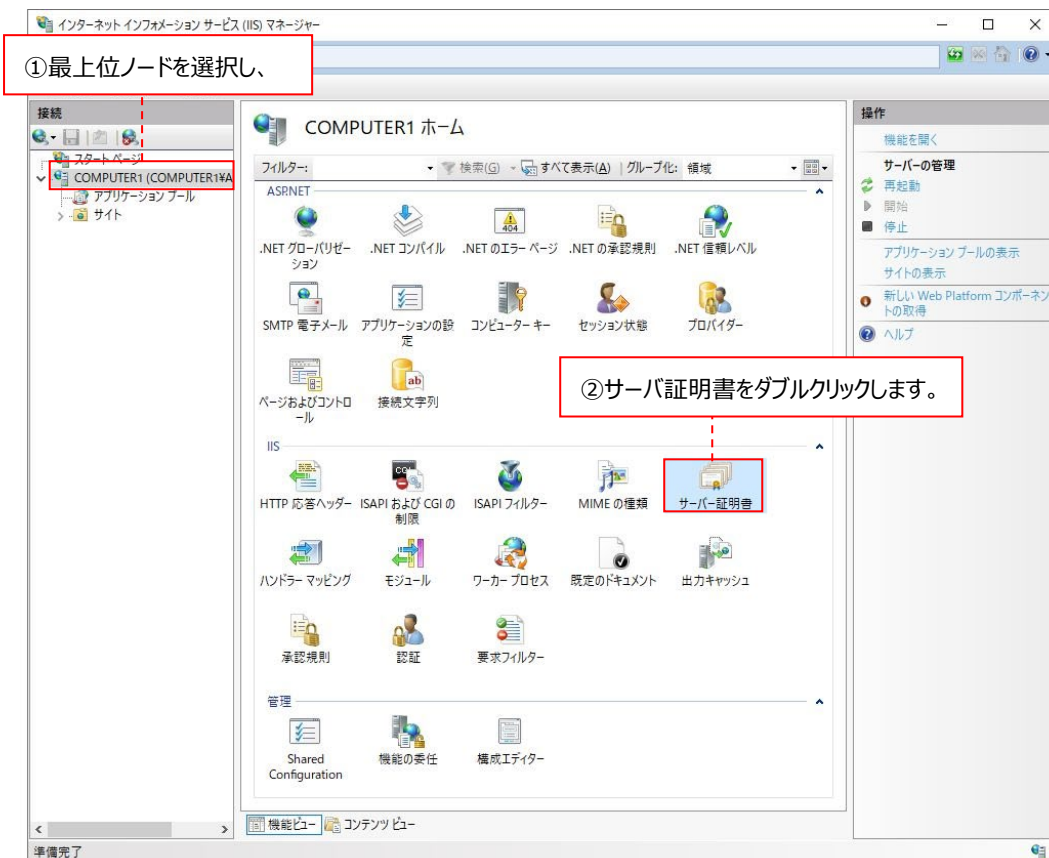 インターネット インフォメーション サービス (IIS) マネージャー
①最上位ノードを選択し、
接続
スタート ページ
COMPUTER1 (COMPUTER1¥A
アプリケーション プール
サイト
COMPUTER1 ホーム
フィルター: 検索(G) すべて表示(A) | グループ化: 領域
ASP.NET
.NET グローバリゼー
ション
.NET コンパイル
.NET のエラー ページ
404
.NET の承認規則
.NET 信頼レベル
SMTP 電子メール
アプリケーションの設
定
コンピューター キー
セッション状態
プロバイダー
ページおよびコントロ
ール
ab
接続文字列
②サーバ証明書をダブルクリックします。
IIS
HTTP 応答ヘッダー
ISAPI および CGI の
制限
ISAPI フィルター
MIME の種類
サーバー証明書
ハンドラー マッピング
モジュール
ワーカー プロセス
既定のドキュメント
出力キャッシュ
承認規則
認証
要求フィルター
管理
Shared
Configuration
機能の委任
構成エディター
機能ビュー
コンテンツ ビュー
操作
機能を開く
サーバーの管理
再起動
開始
停止
アプリケーション プールの表示
サイトの表示
新しい Web Platform コンポーネン
トの取得
ヘルプ
準備完了